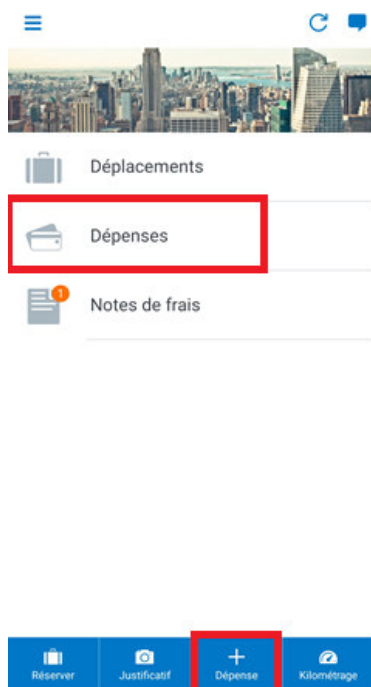 Déplacements
Dépenses
1
Notes de frais
Réserver
Justificatif
Dépense
Kilométrage